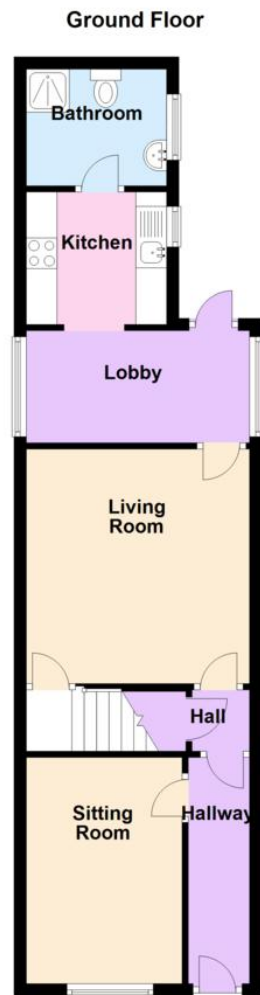 Ground Floor
Bathroom
Kitchen
Lobby
Living
Room
Hall
Sitting
Room
Hallway